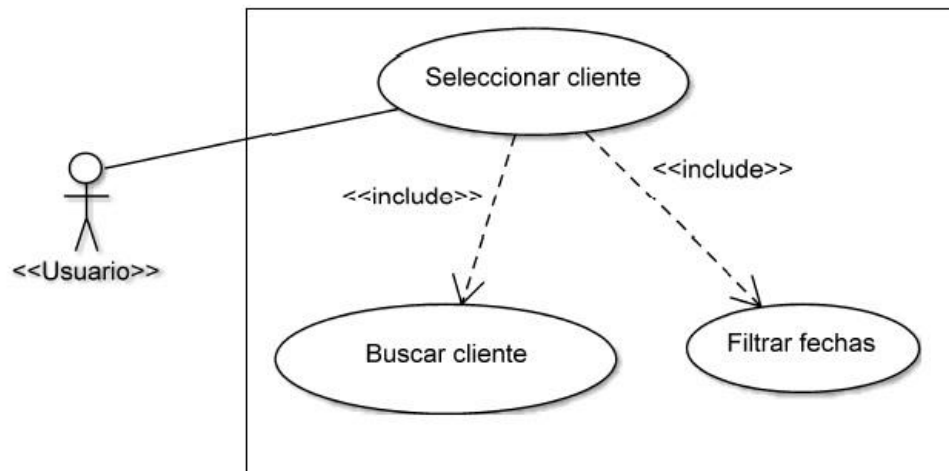 Seleccionar cliente
<<include>>
<<include>>
<<Usuario>>
Buscar cliente
Filtrar fechas